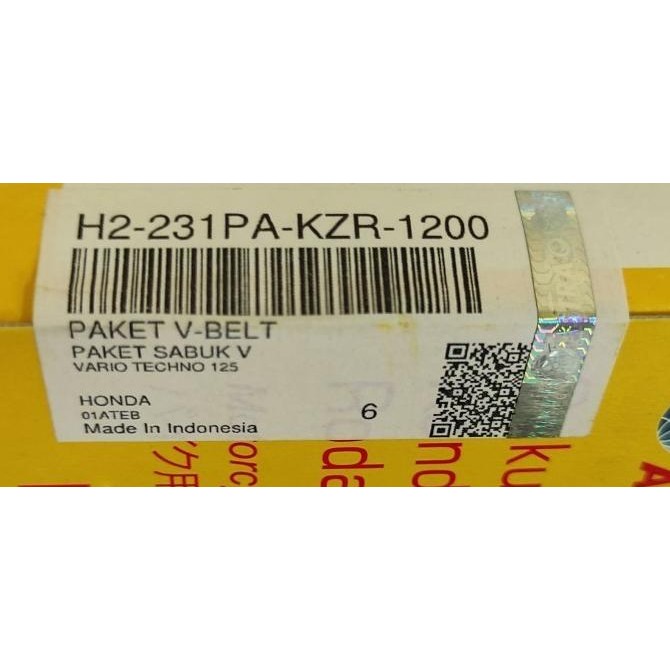 H2-231PA-KZR-1200
PAKET V-BELT
PAKET SABUK V
VARIO TECHNO 125
HONDA
01ATEB
6
Made In Indonesia